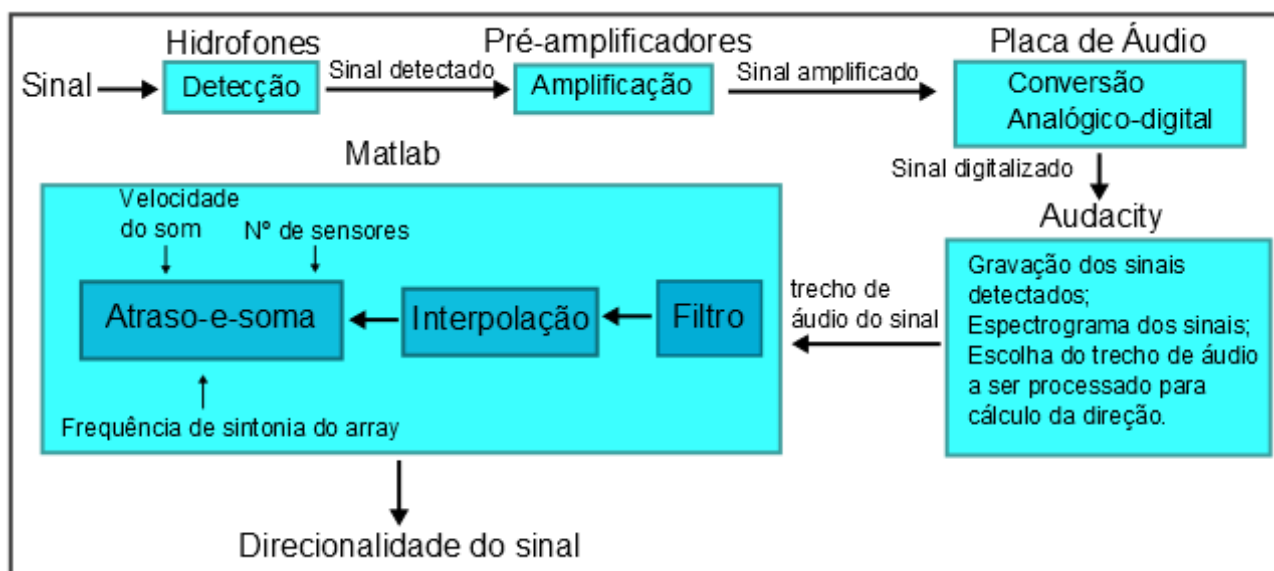 Hidrofones
Pré-amplificadores
Placa de Áudio
Sinal
Detecção
Sinal detectado
Amplificação
Sinal amplificado
Conversão
Analógico-digital
Sinal digitalizado
Audacity
Gravação dos sinais
detectados;
Espectrograma dos sinais;
Escolha do trecho de áudio
a ser processado para
cálculo da direção.
trecho de
áudio do sinal
Matlab
Filtro
Interpolação
Velocidade
do som
Nº de sensores
Atraso-e-soma
Frequência de sintonia do array
Direcionalidade do sinal